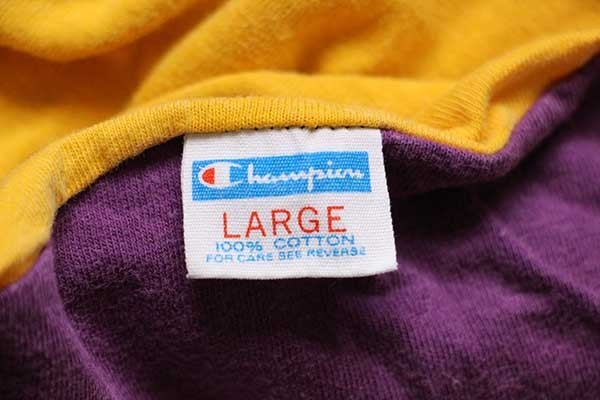 Champion
LARGE
100% COTTON
FOR CARE SEE REVERSE